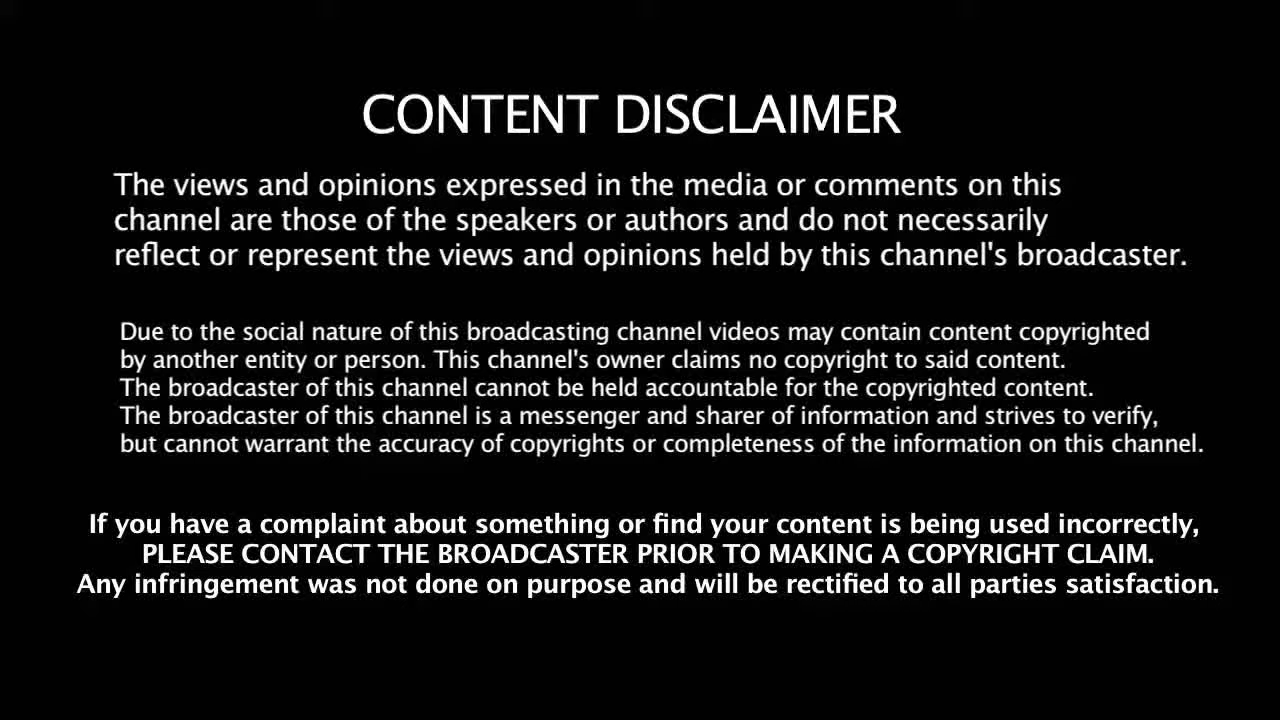 CONTENT DISCLAIMER
The views and opinions expressed in the media or comments on this
channel are those of the speakers or authors and do not necessarily
reflect or represent the views and opinions held by this channel's broadcaster.
Due to the social nature of this broadcasting channel videos may contain content copyrighted
by another entity or person. This channel's owner claims no copyright to said content.
The broadcaster of this channel cannot be held accountable for the copyrighted content.
The broadcaster of this channel is a messenger and sharer of information and strives to verify,
but cannot warrant the accuracy of copyrights or completeness of the information on this channel.
If you have a complaint about something or find your content is being used incorrectly,
PLEASE CONTACT THE BROADCASTER PRIOR TO MAKING A COPYRIGHT CLAIM.
Any infringement was not done on purpose and will be rectified to all parties satisfaction.